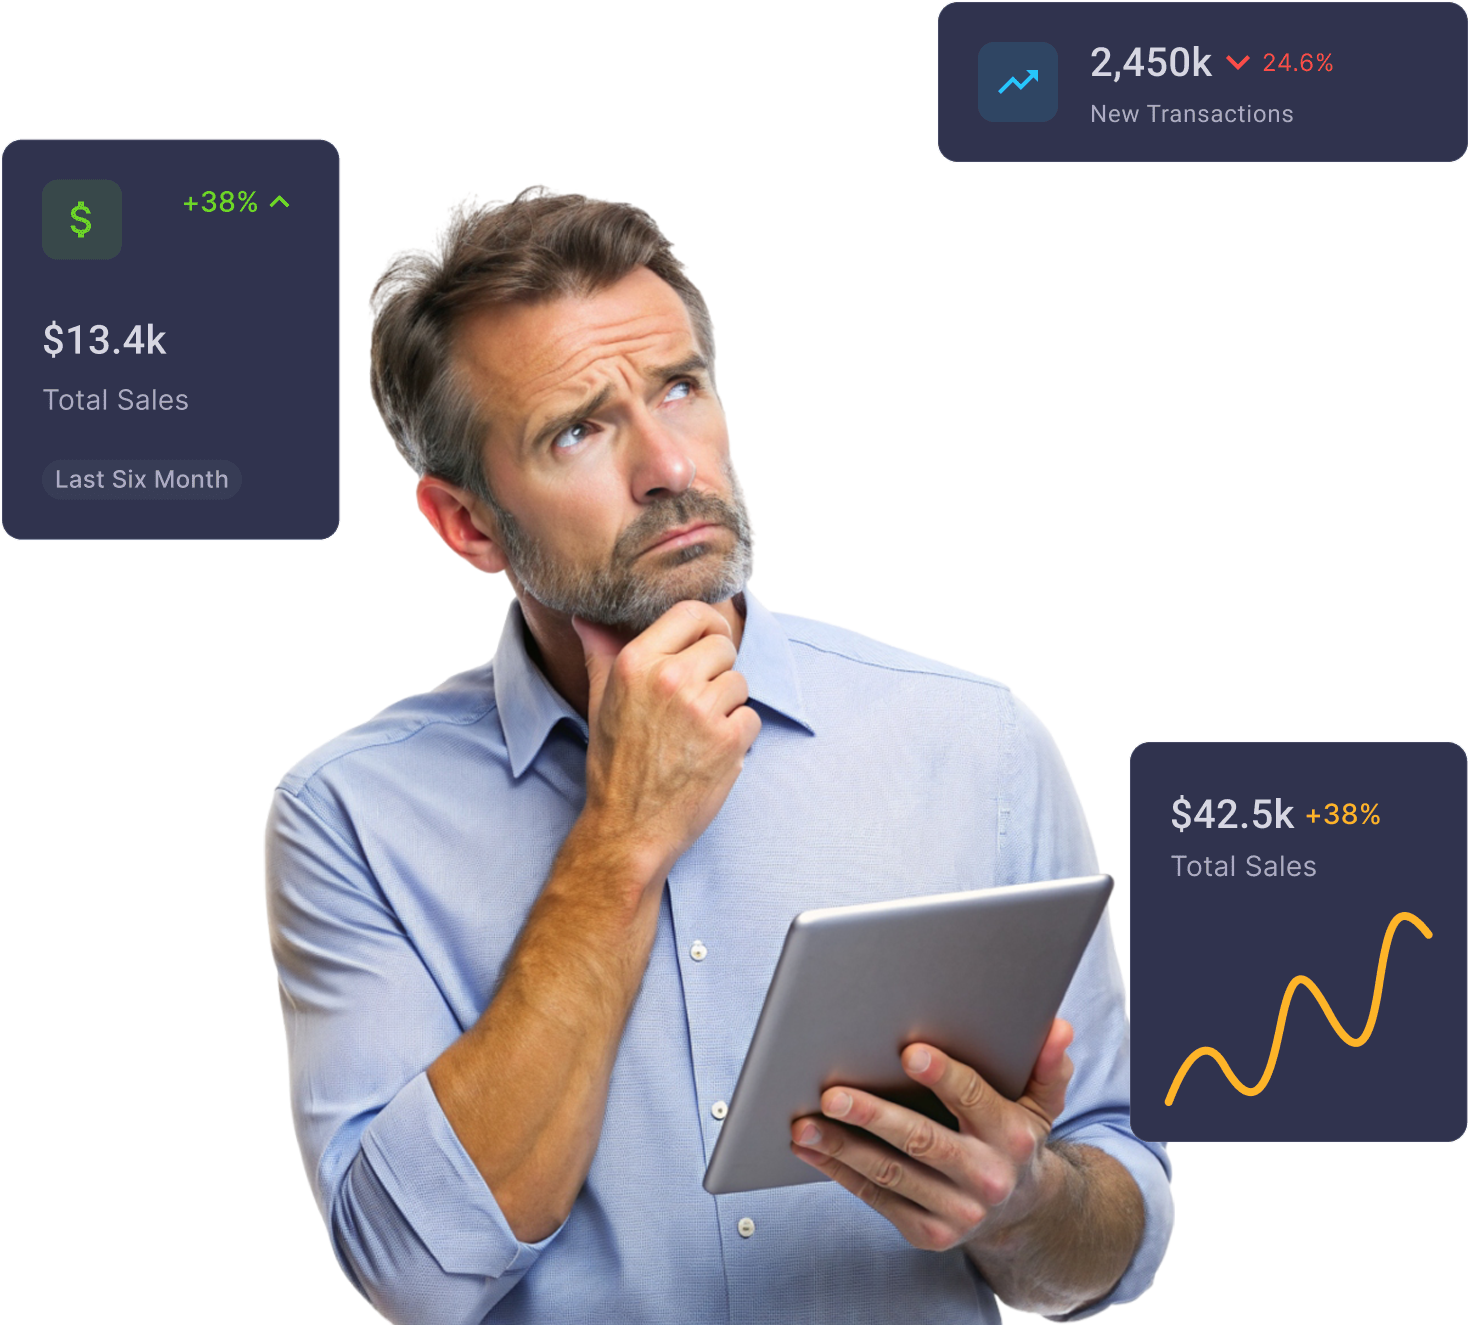 2,450k 24.6%
New Transactions
$
+38%
$13.4k
Total Sales
Last Six Month
$42.5k +38%
Total Sales